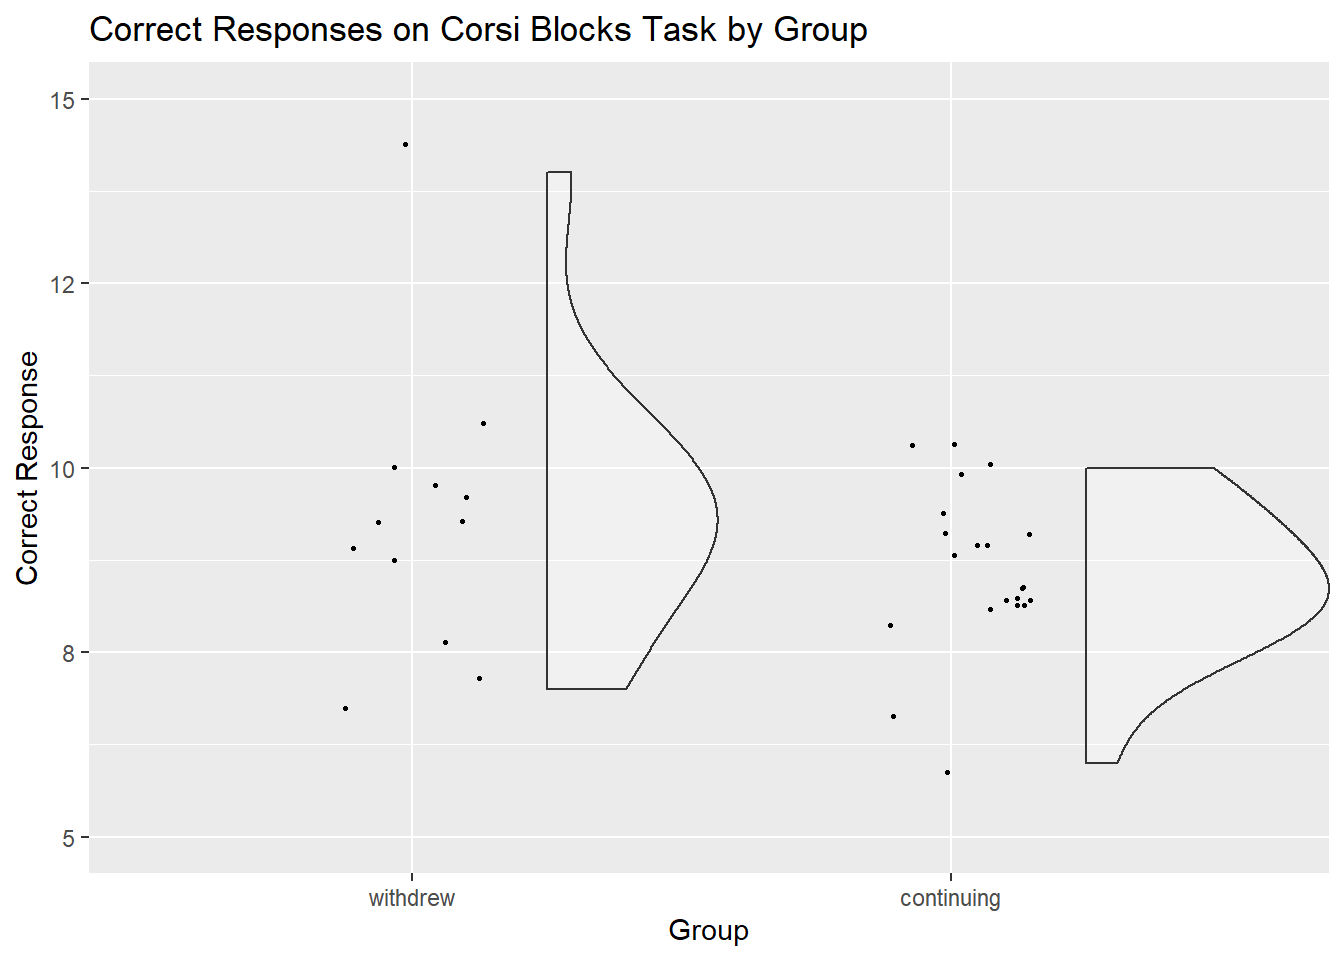 Correct Responses on Corsi Blocks Task by Group
15
12
10
8
5
Correct Response
withdrew
continuing
Group